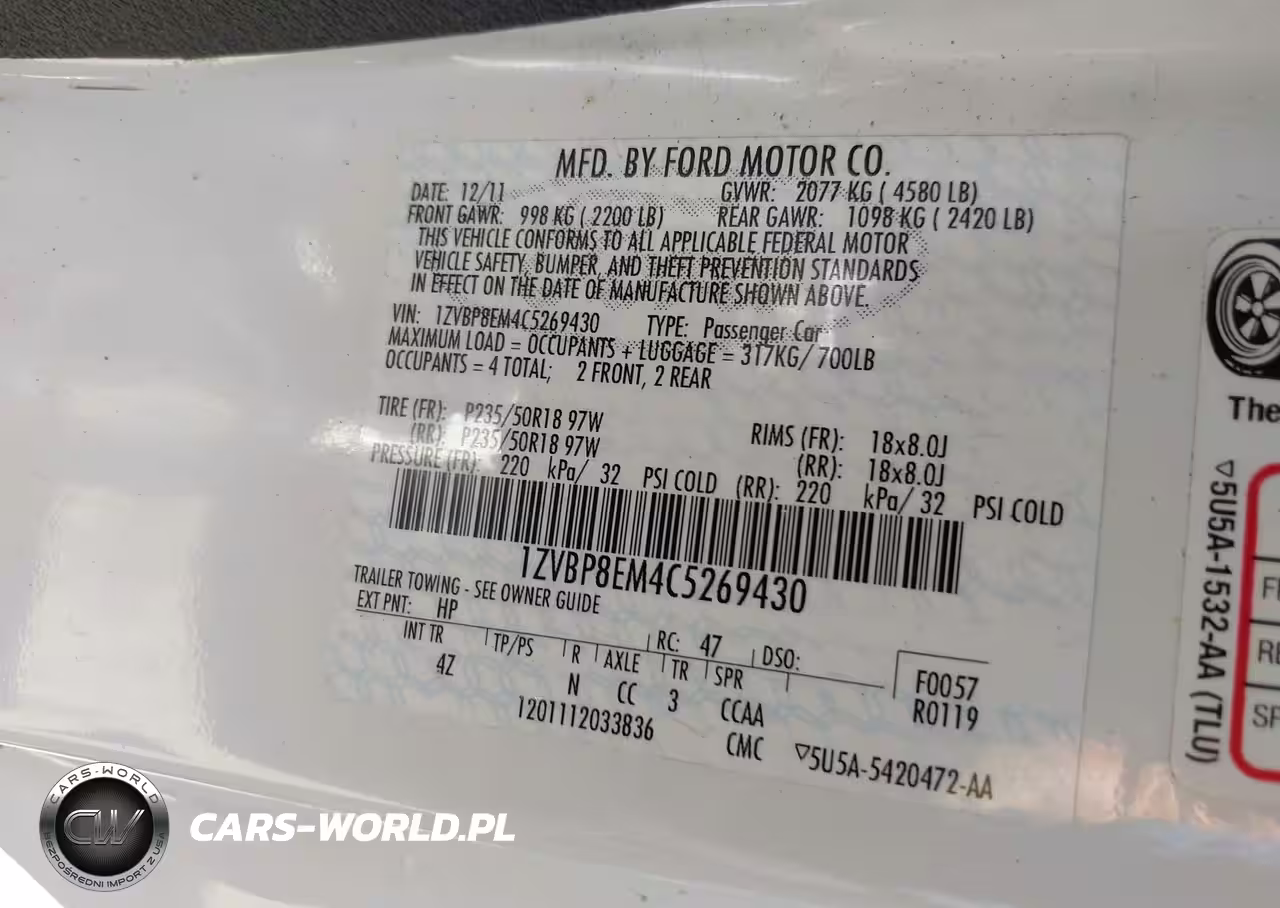 MFD. BY FORD MOTOR CO.
DATE: 12/11 GVWR: 2077 KG ( 4580 LB)
FRONT GAWR: 998 KG ( 2200 LB) REAR GAWR: 1098 KG ( 2420 LB)
THIS VEHICLE CONFORMS TO ALL APPLICABLE FEDERAL MOTOR
VEHICLE SAFETY, BUMPER, AND THEFT PREVENTION STANDARDS
IN EFFECT ON THE DATE OF MANUFACTURE SHOWN ABOVE.
VIN: 1ZVBP8EM4C5269430 TYPE: Passenger Car
MAXIMUM LOAD = OCCUPANTS + LUGGAGE = 317KG/ 700LB
OCCUPANTS = 4 TOTAL; 2 FRONT, 2 REAR
TIRE (FR): P235/50R18 97W RIMS (FR): 18x8.0J
(RR): P235/50R18 97W (RR): 18x8.0J
PRESSURE (FR): 220 kPa/ 32 PSI COLD (RR): 220 kPa/ 32 PSI COLD
1ZVBP8EM4C5269430
TRAILER TOWING - SEE OWNER GUIDE
EXT PNT: HP RC: 47 DSO:
INT TR TP/PS R AXLE TR SPR F0057
4Z N CC 3 CCAA R0119
1201112033836 CMC ▽5U5A-5420472-AA
The
▽5U5A-1532-AA (TLU)
CARS-WORLD
CW
BEZPOŚREDNI IMPORT Z USA
CARS-WORLD.PL